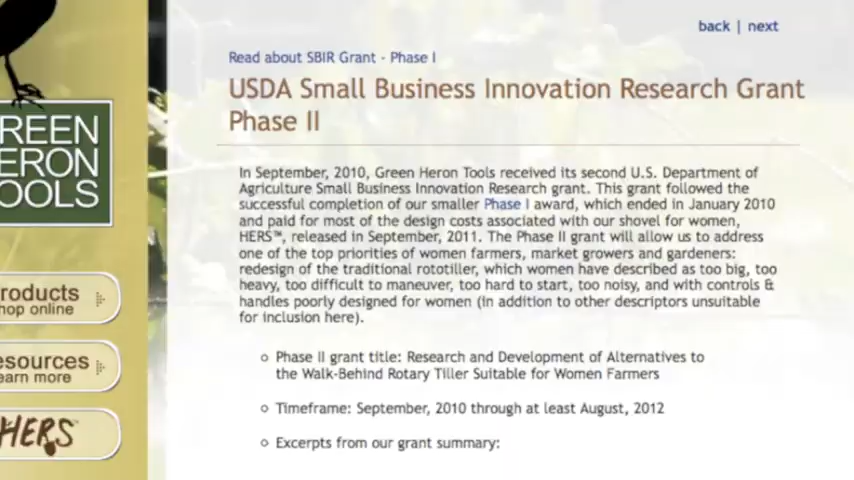 back | next
Read about SBIR Grant - Phase I
USDA Small Business Innovation Research Grant
Phase II
In September, 2010, Green Heron Tools received its second U.S. Department of
Agriculture Small Business Innovation Research grant. This grant followed the
successful completion of our smaller Phase I award, which ended in January 2010
and paid for most of the design costs associated with our shovel for women,
HERS™, released in September, 2011. The Phase II grant will allow us to address
one of the top priorities of women farmers, market growers and gardeners:
redesign of the traditional rototiller, which women have described as too big, too
heavy, too difficult to maneuver, too hard to start, too noisy, and with controls &
handles poorly designed for women (in addition to other descriptors unsuitable
for inclusion here).
Phase II grant title: Research and Development of Alternatives to
the Walk-Behind Rotary Tiller Suitable for Women Farmers
Timeframe: September, 2010 through at least August, 2012
Excerpts from our grant summary:
REEN
ERON
OOLS
roducts
hop online
esources
earn more
HERS